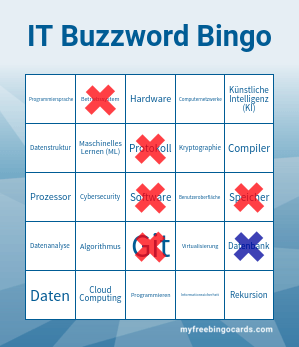 IT Buzzword Bingo
Programmiersprache
Betriebssystem
Hardware
Computernetzwerke
Künstliche
Intelligenz
(KI)
Datenstruktur
Maschinelles
Lernen (ML)
Protokoll
Kryptographie
Compiler
Prozessor
Cybersecurity
Software
Benutzeroberfläche
Speicher
Datenanalyse
Algorithmus
Git
Virtualisierung
Datenbank
Daten
Cloud
Computing
Programmieren
Informationssicherheit
Rekursion
myfreebingocards.com